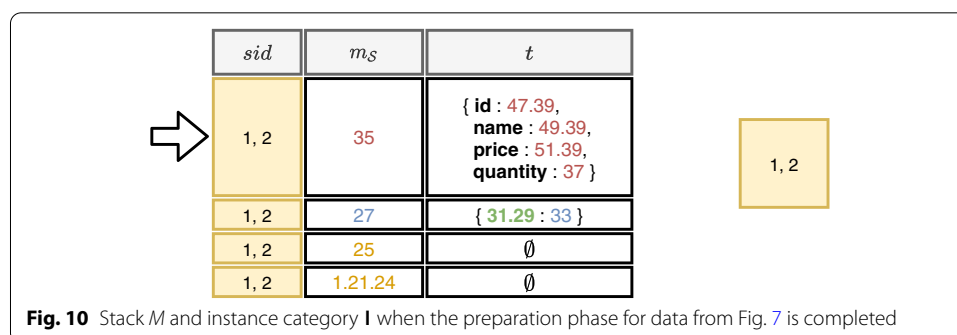 sid m_S t
1, 2 35 { id : 47.39,
name : 49.39,
price : 51.39,
quantity : 37 }
1, 2
1, 2 27 { 31.29 : 33 }
1, 2 25 ∅
1, 2 1.21.24 ∅
Fig. 10 Stack M and instance category I when the preparation phase for data from Fig. 7 is completed